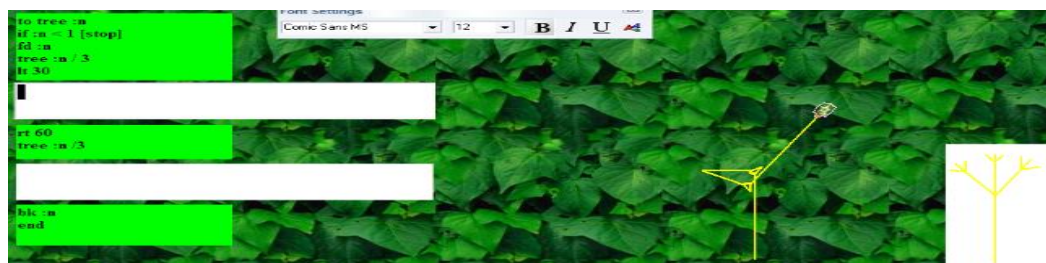 Font Settings
Comic Sans MS 12 B I U
to tree :n
if :n < 1 [stop]
fd :n
tree :n / 3
lt 30
rt 60
tree :n /3
bk :n
end